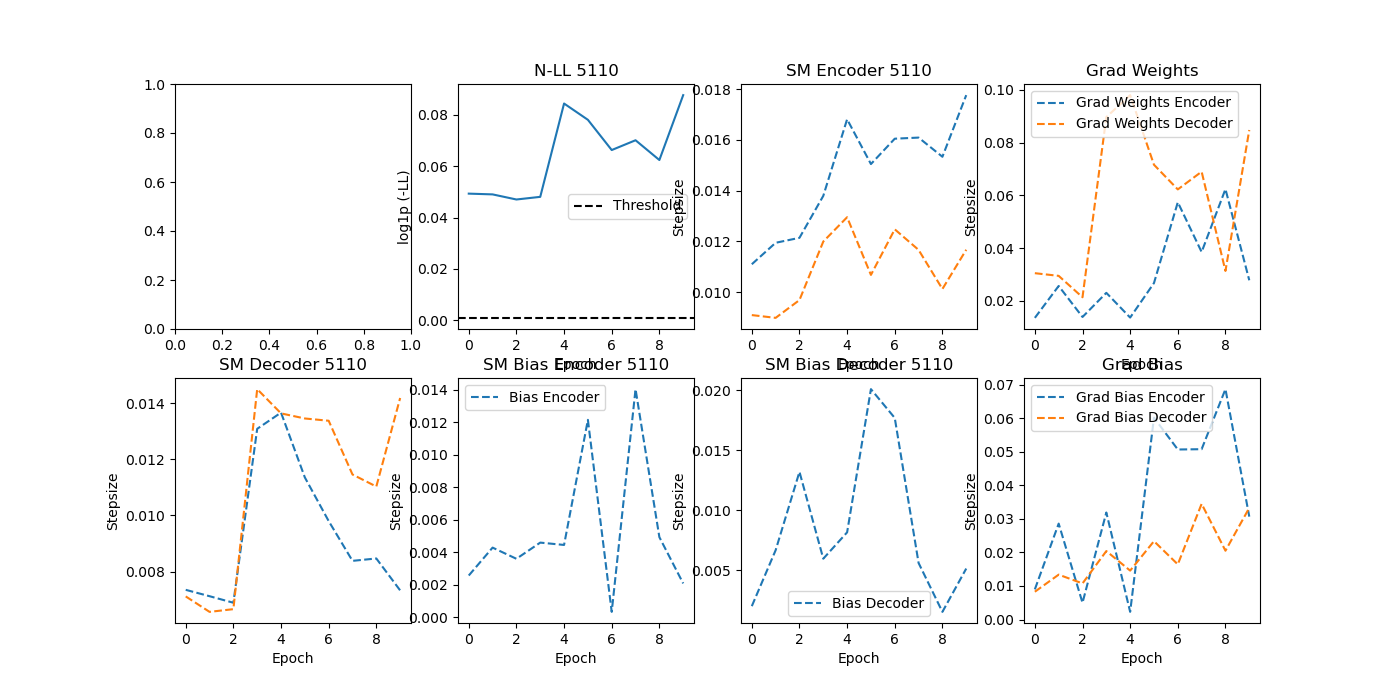 N-LL 5110
SM Encoder 5110
Grad Weights
1.0
0.8
0.6
0.4
0.2
0.0
0.0 0.2 0.4 0.6 0.8 1.0
log1p (-LL)
0.08
0.06
0.04
0.02
0.00
Threshold
0 2 4 6 8
Epoch
Stepsize
0.018
0.016
0.014
0.012
0.010
0 2 4 6 8
Epoch
Stepsize
0.10
0.08
0.06
0.04
0.02
Grad Weights Encoder
Grad Weights Decoder
0 2 4 6 8
Epoch
SM Decoder 5110
SM Bias Encoder 5110
SM Bias Decoder 5110
Grad Bias
Stepsize
0.014
0.012
0.010
0.008
0 2 4 6 8
Epoch
Stepsize
0.014
0.012
0.010
0.008
0.006
0.004
0.002
0.000
Bias Encoder
0 2 4 6 8
Epoch
Stepsize
0.020
0.015
0.010
0.005
Bias Decoder
0 2 4 6 8
Epoch
Stepsize
0.07
0.06
0.05
0.04
0.03
0.02
0.01
0.00
Grad Bias Encoder
Grad Bias Decoder
0 2 4 6 8
Epoch